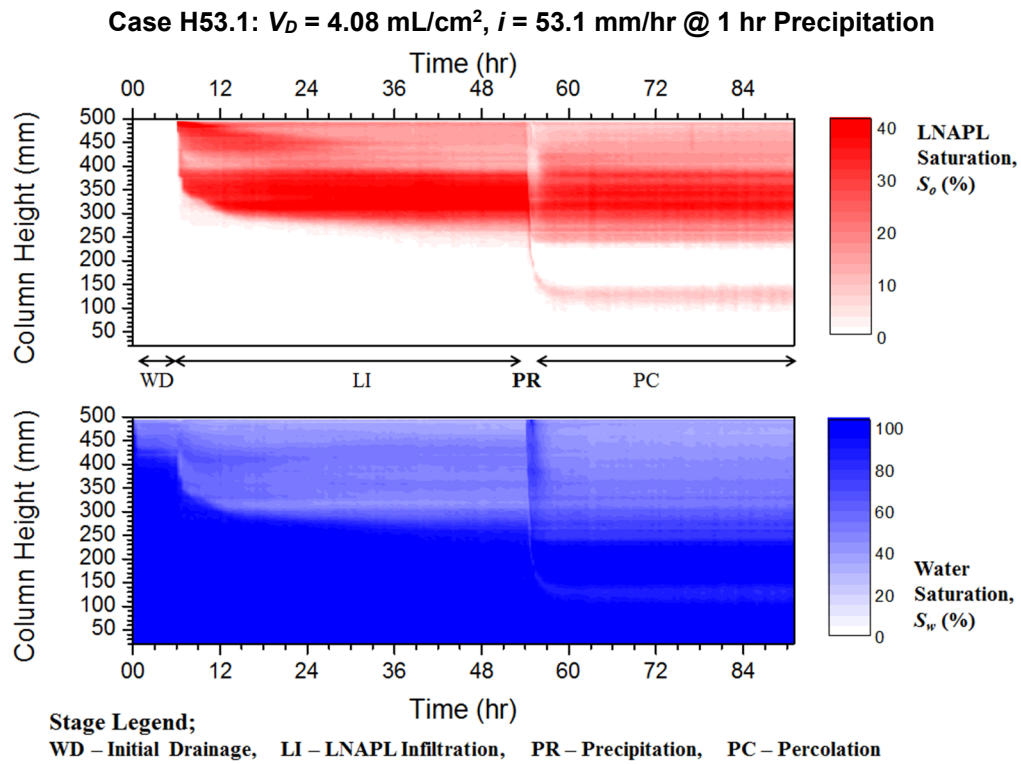 Case H53.1: V_D = 4.08 mL/cm², i = 53.1 mm/hr @ 1 hr Precipitation
Time (hr)
00 12 24 36 48 60 72 84
Column Height (mm)
500
450
400
350
300
250
200
150
100
50
LNAPL
Saturation,
S_o (%)
40
30
20
10
0
WD LI PR PC
Column Height (mm)
500
450
400
350
300
250
200
150
100
50
100
80
60
40
20
0
Water
Saturation,
S_w (%)
00 12 24 36 48 60 72 84
Time (hr)
Stage Legend;
WD – Initial Drainage, LI – LNAPL Infiltration, PR – Precipitation, PC – Percolation